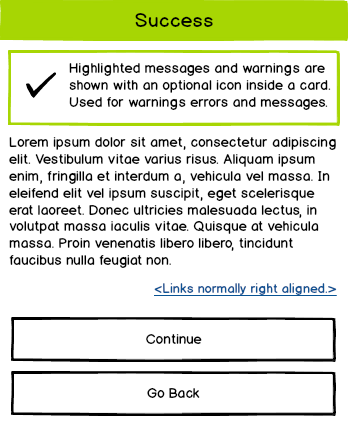 Success
Highlighted messages and warnings are
shown with an optional icon inside a card.
Used for warnings errors and messages.
Lorem ipsum dolor sit amet, consectetur adipiscing
elit. Vestibulum vitae varius risus. Aliquam ipsum
enim, fringilla et interdum a, vehicula vel massa. In
eleifend elit vel ipsum suscipit, eget scelerisque
erat laoreet. Donec ultricies malesuada lectus, in
volutpat massa iaculis vitae. Quisque at vehicula
massa. Proin venenatis libero libero, tincidunt
faucibus nulla feugiat non.
<Links normally right aligned.>
Continue
Go Back